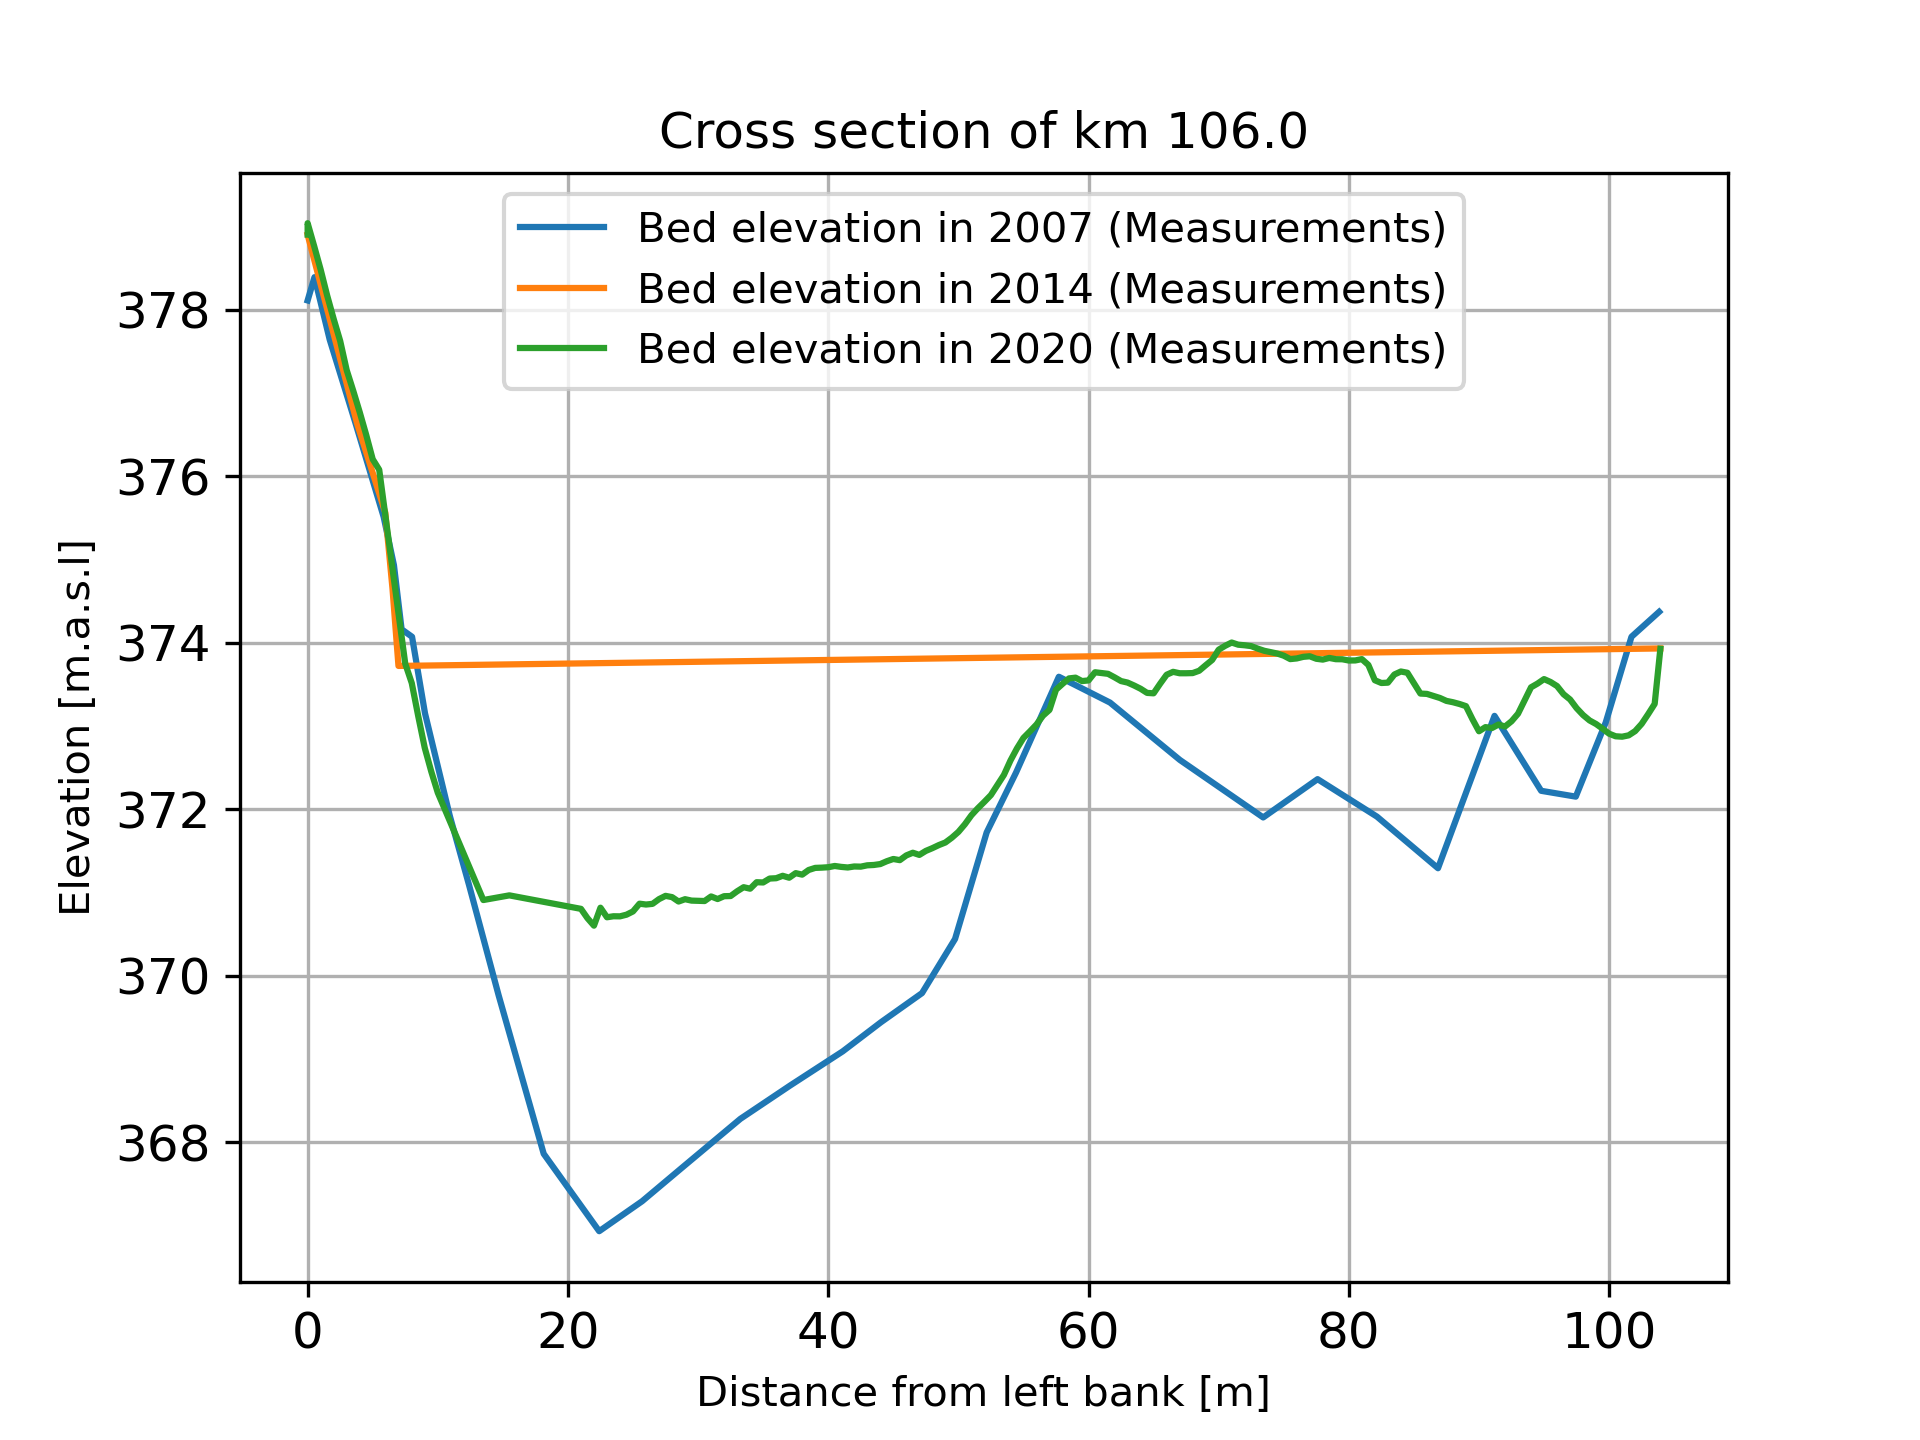 Cross section of km 106.0
Bed elevation in 2007 (Measurements)
Bed elevation in 2014 (Measurements)
Bed elevation in 2020 (Measurements)
378
376
374
372
370
368
Elevation [m.a.s.l]
0 20 40 60 80 100
Distance from left bank [m]